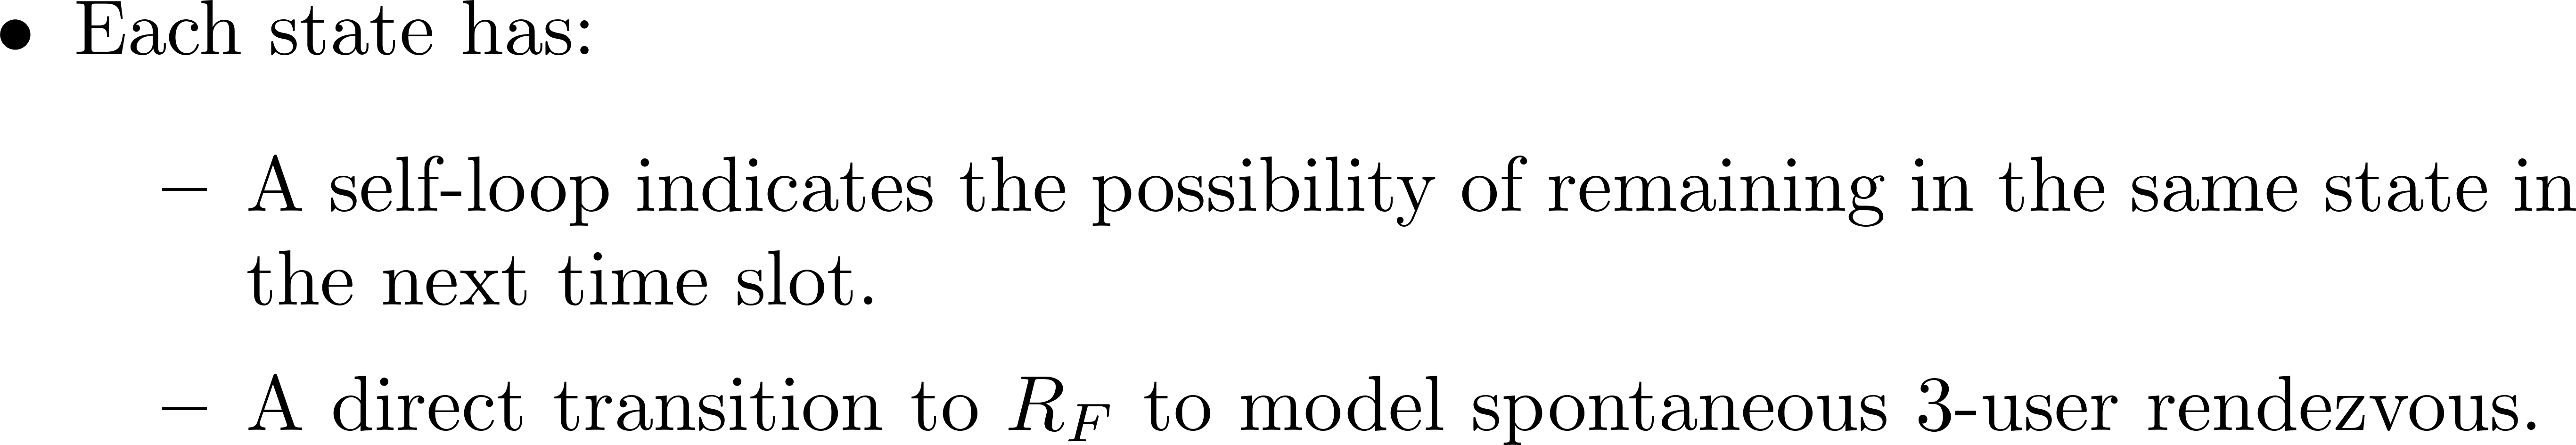 • Each state has:
– A self-loop indicates the possibility of remaining in the same state in
the next time slot.
– A direct transition to $R_F$ to model spontaneous 3-user rendezvous.